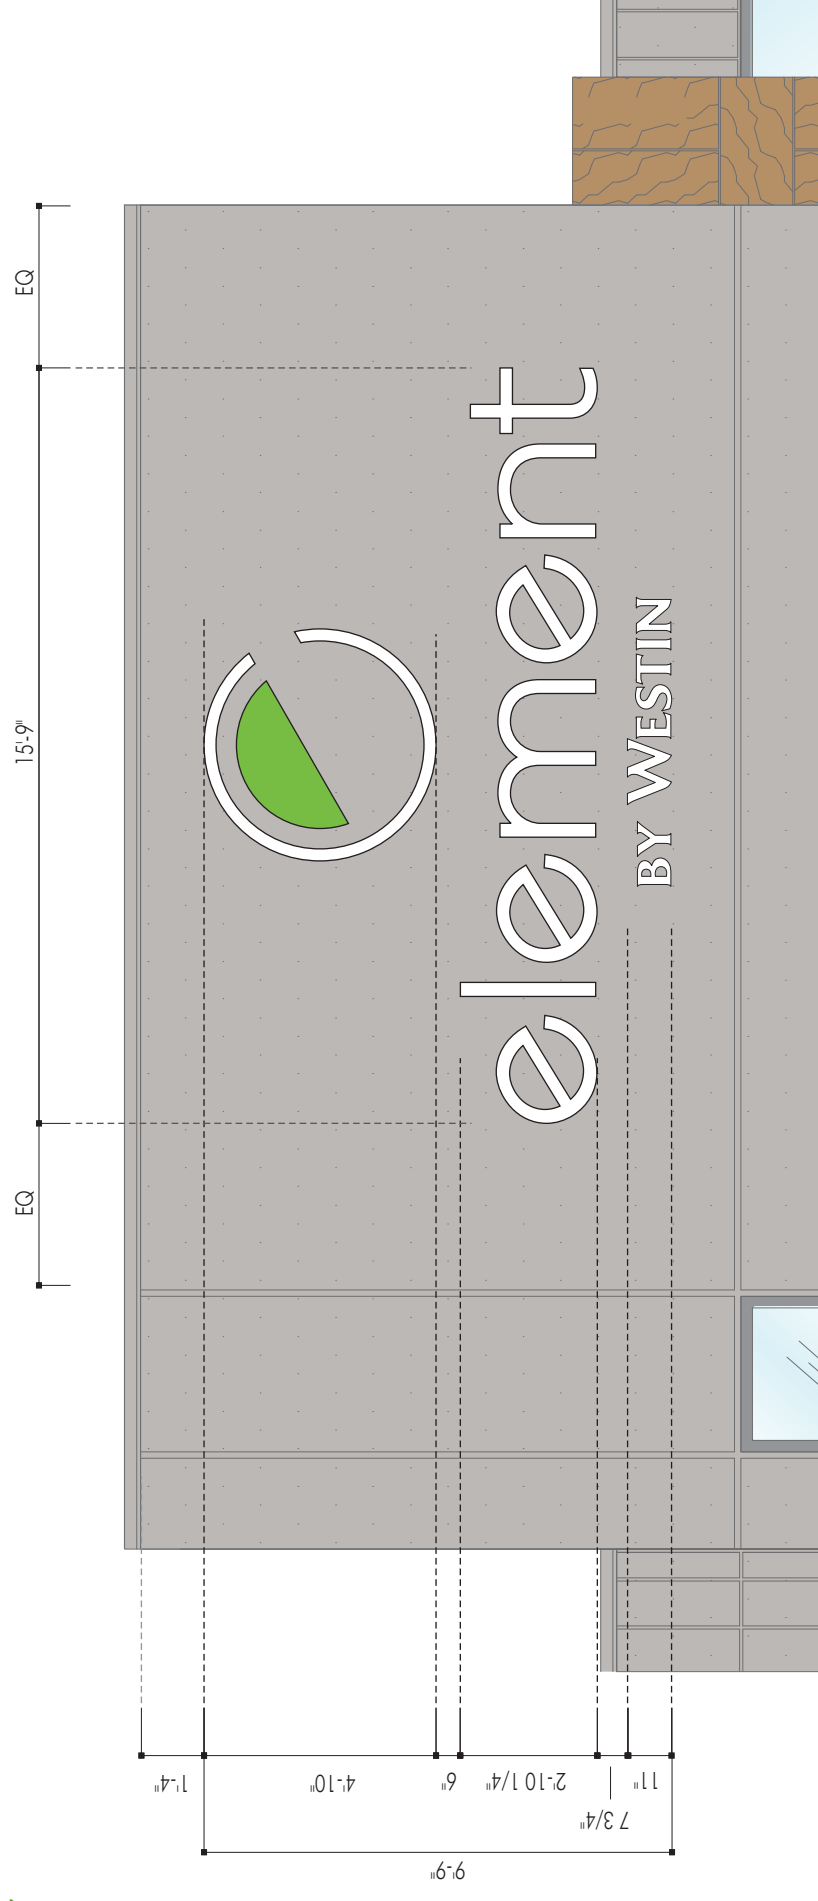 EQ
15'-9"
EQ
element
BY WESTIN
1'-4"
4'-10"
6"
2'-10 1/4"
7 3/4"
11"
9'-9"